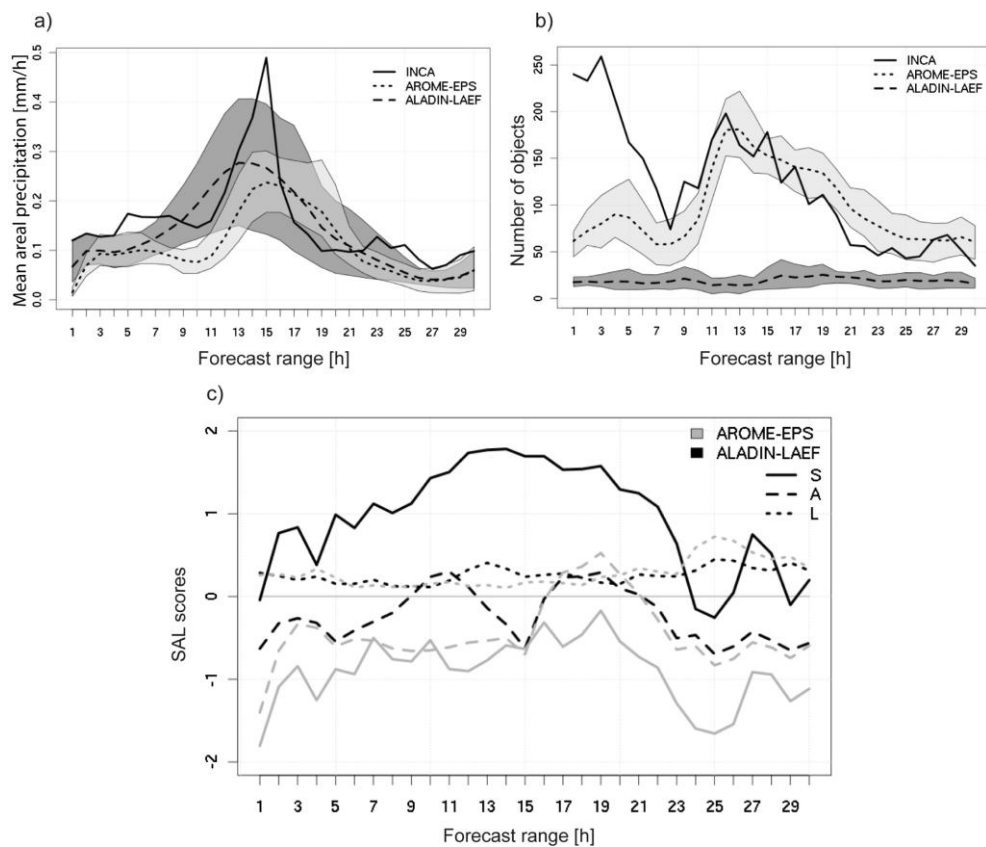 a)
Mean areal precipitation [mm/h]
0.5
0.4
0.3
0.2
0.1
0.0
INCA
AROME-EPS
ALADIN-LAEF
1 3 5 7 9 11 13 15 17 19 21 23 25 27 29
Forecast range [h]
b)
Number of objects
250
200
150
100
50
0
INCA
AROME-EPS
ALADIN-LAEF
1 3 5 7 9 11 13 15 17 19 21 23 25 27 29
Forecast range [h]
c)
SAL scores
2
1
0
-1
-2
AROME-EPS
ALADIN-LAEF
S
A
L
1 3 5 7 9 11 13 15 17 19 21 23 25 27 29
Forecast range [h]